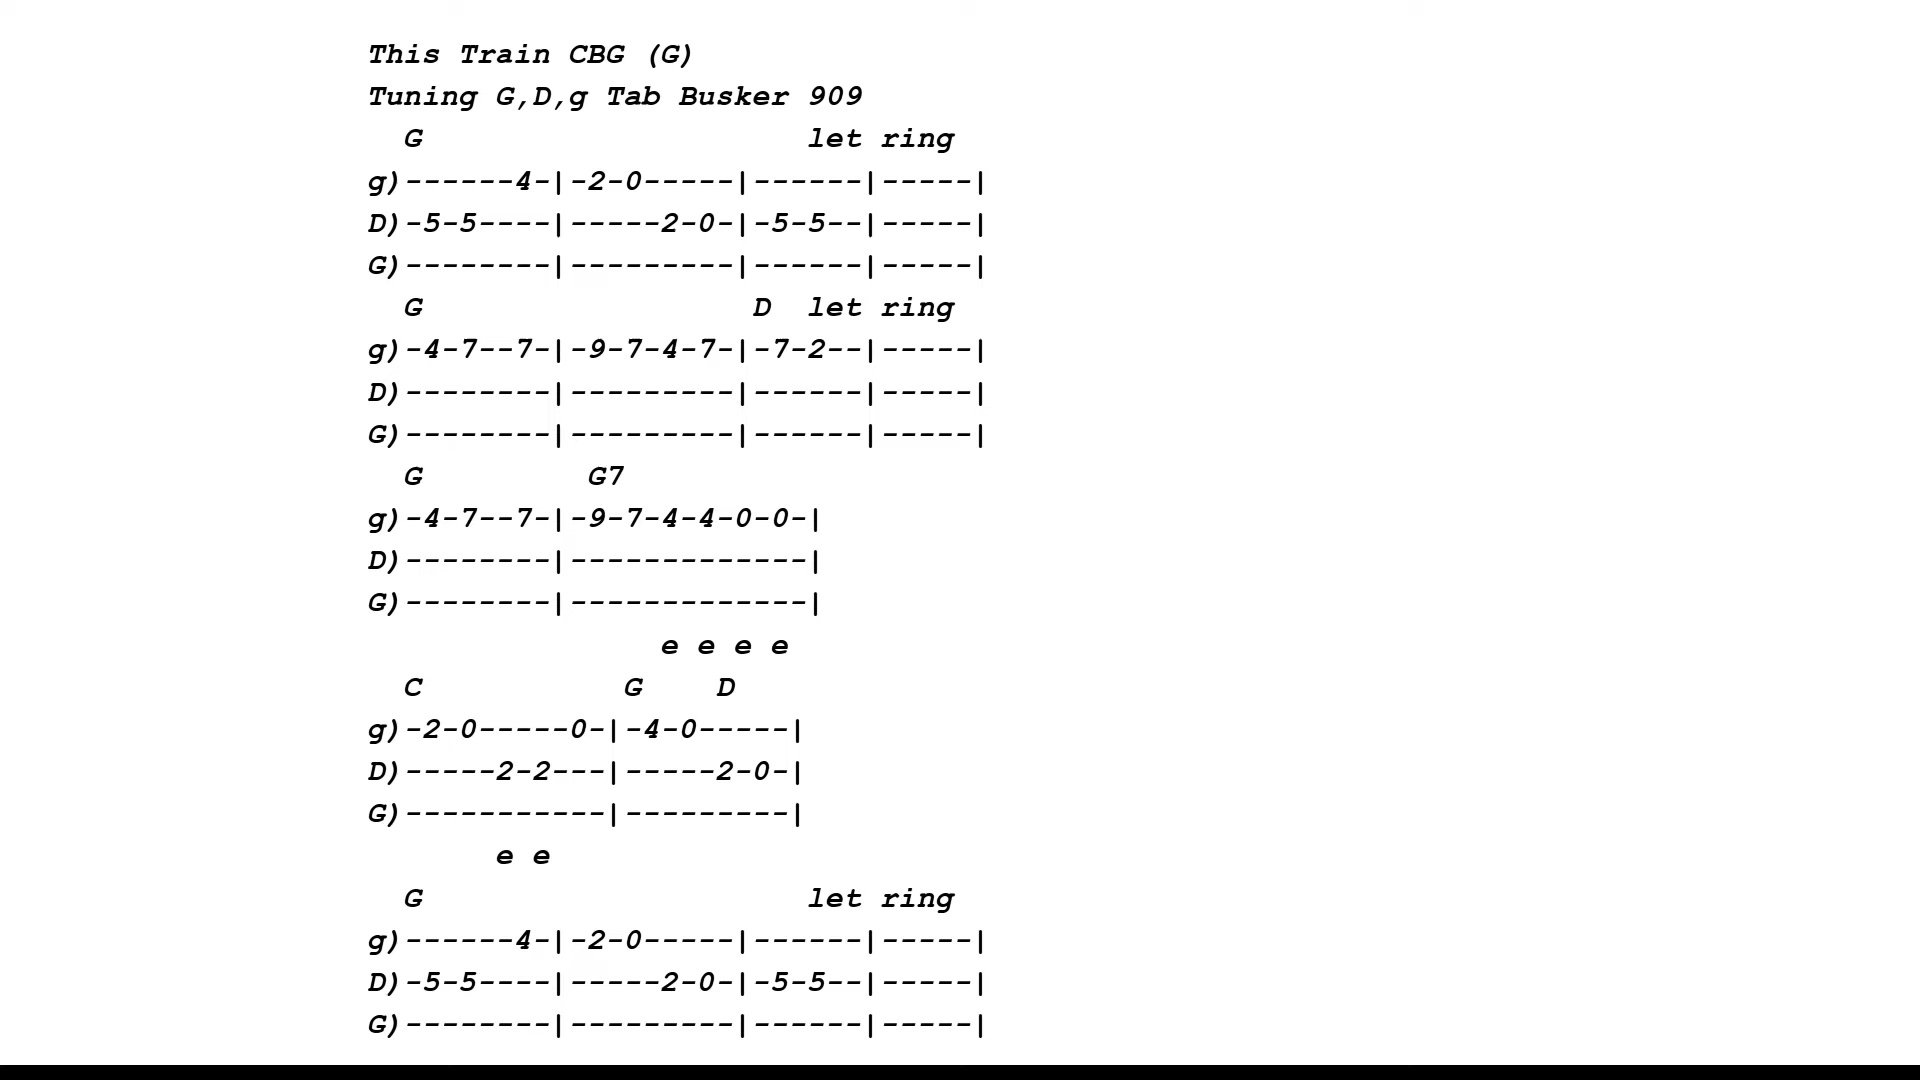 This Train CBG (G)
Tuning G,D,g Tab Busker 909
  G                     let ring
g)------4-|-2-0-----|------|-----|
D)-5-5----|-----2-0-|-5-5--|-----|
G)--------|---------|------|-----|
  G                  D  let ring
g)-4-7--7-|-9-7-4-7-|-7-2--|-----|
D)--------|---------|------|-----|
G)--------|---------|------|-----|
  G         G7
g)-4-7--7-|-9-7-4-4-0-0-|
D)--------|-------------|
G)--------|-------------|
                e e e e
  C           G    D
g)-2-0-----0-|-4-0-----|
D)-----2-2---|-----2-0-|
G)-----------|---------|
       e e
  G                     let ring
g)------4-|-2-0-----|------|-----|
D)-5-5----|-----2-0-|-5-5--|-----|
G)--------|---------|------|-----|